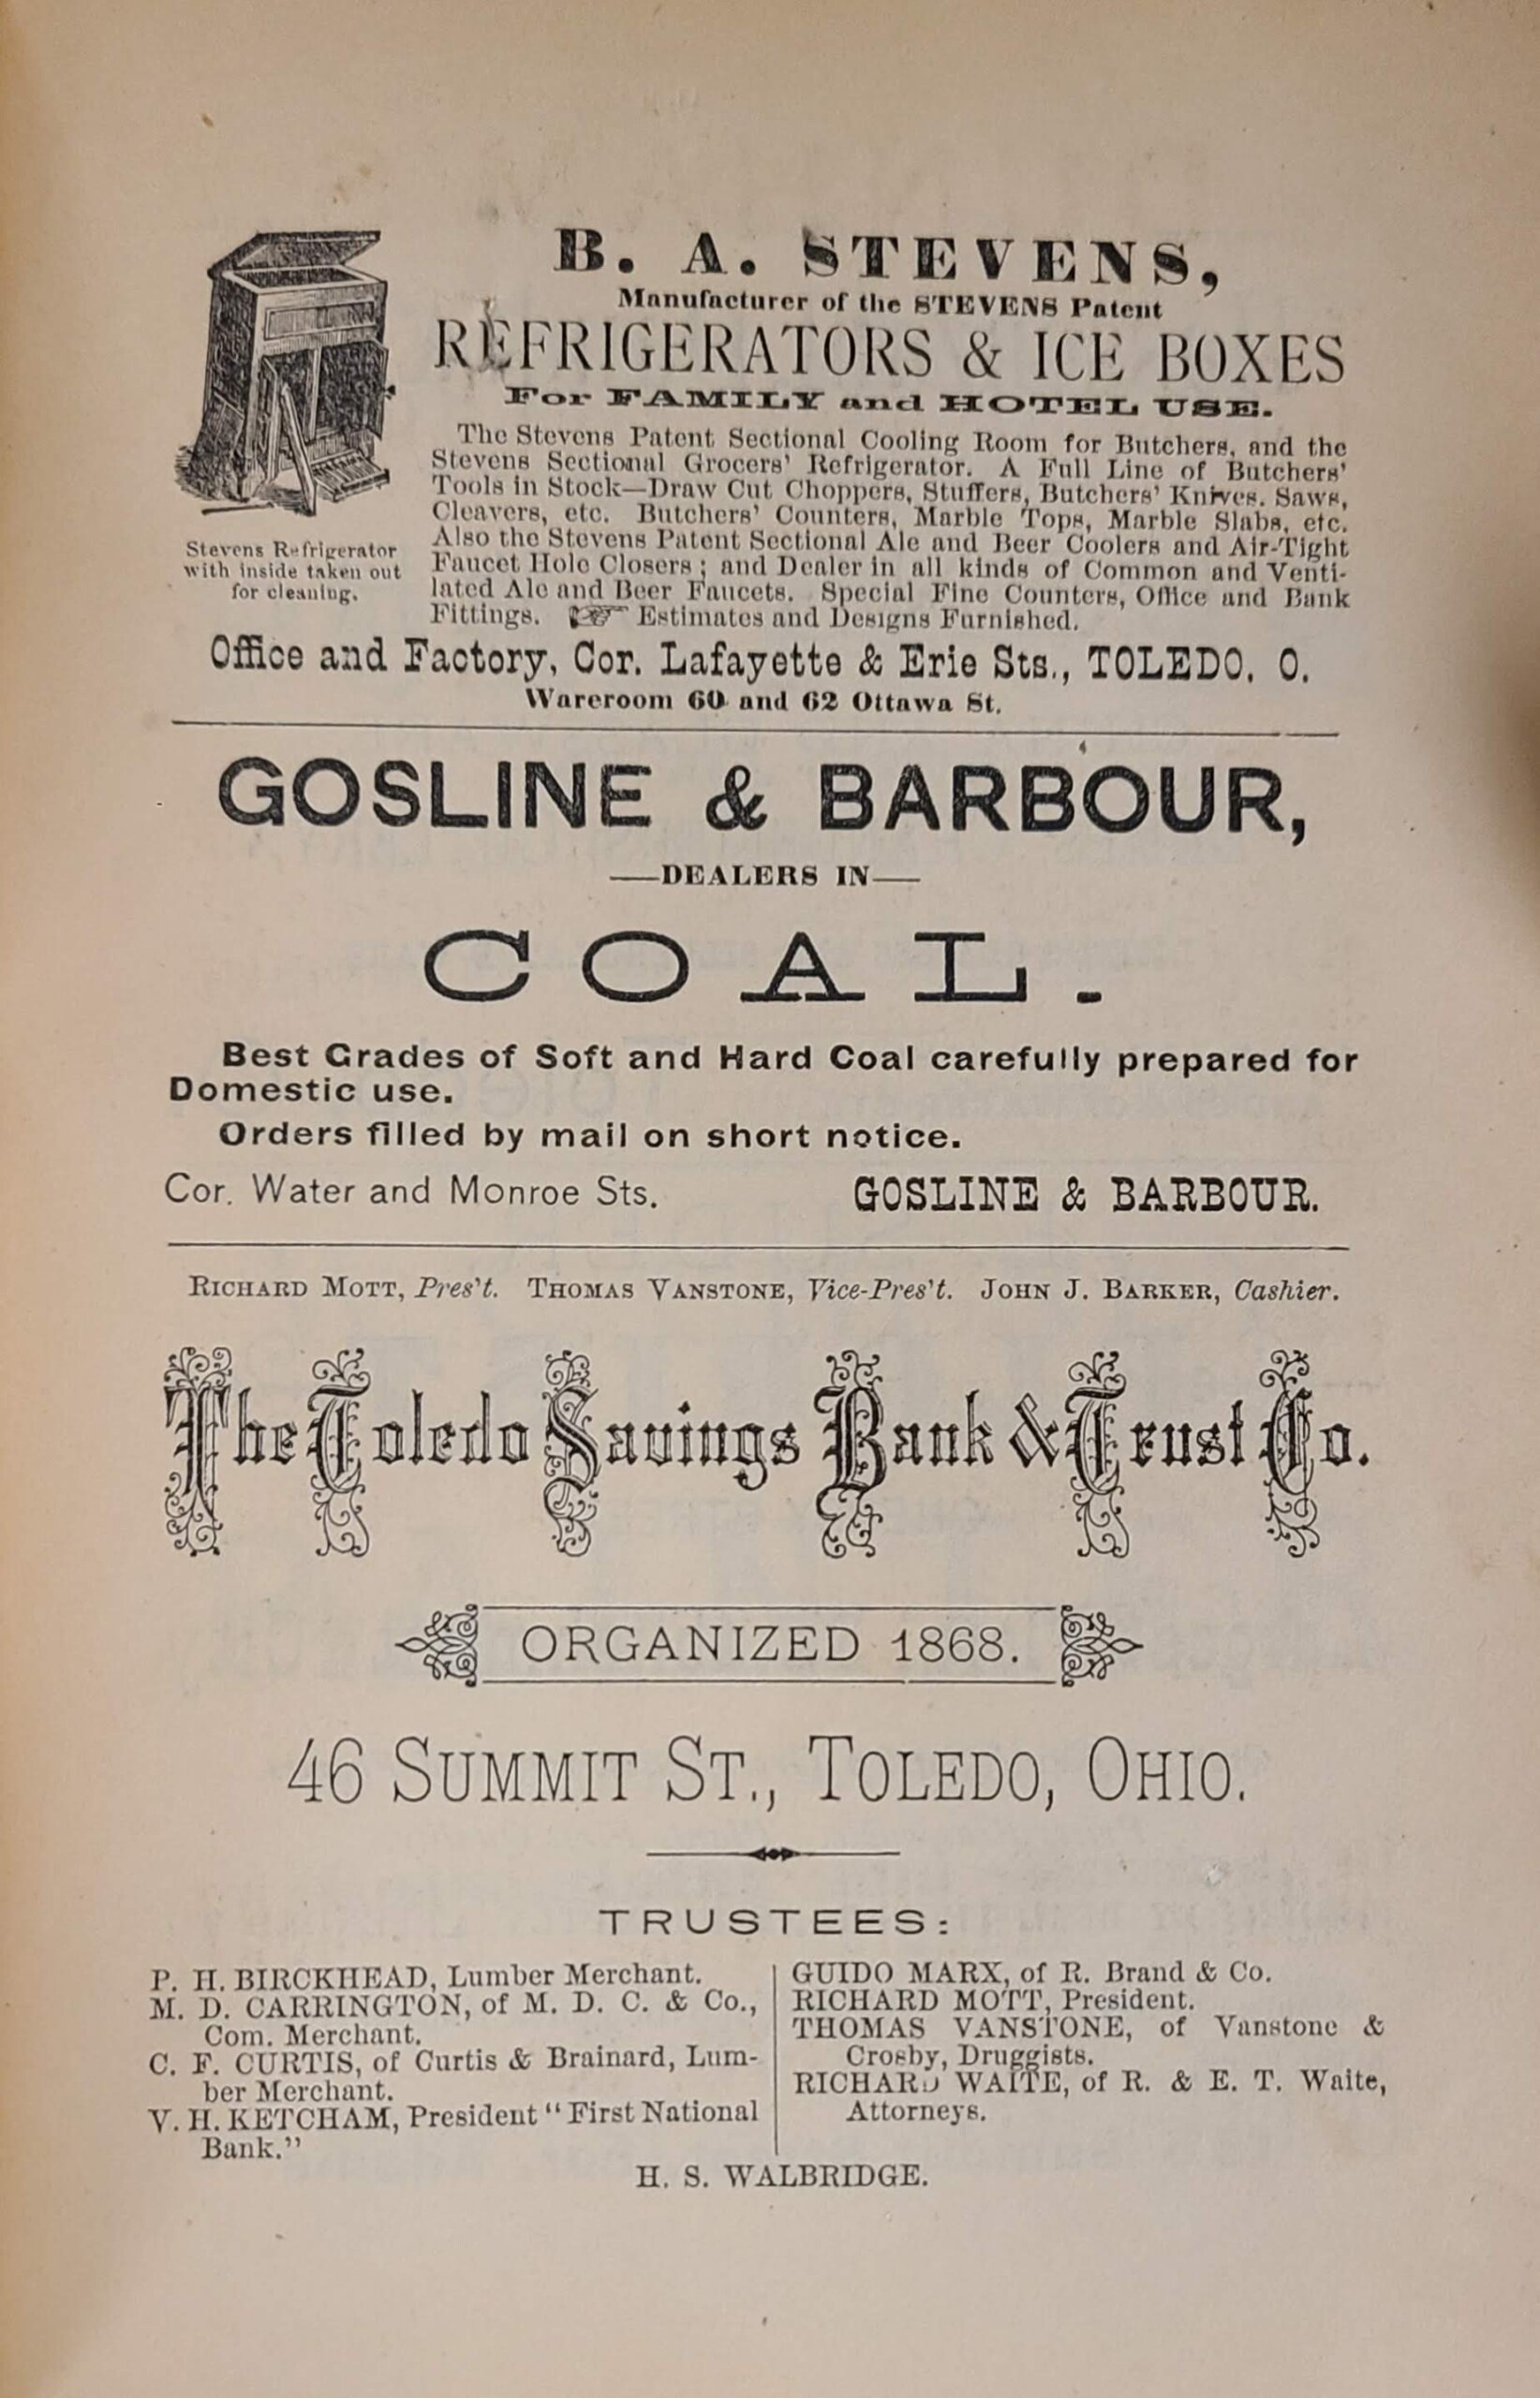 B. A. STEVENS,
Manufacturer of the STEVENS Patent
REFRIGERATORS & ICE BOXES
For FAMILY and HOTEL USE.
The Stevens Patent Sectional Cooling Room for Butchers, and the
Stevens Sectional Grocers' Refrigerator. A Full Line of Butchers'
Tools in Stock—Draw Cut Choppers, Stuffers, Butchers' Knives. Saws,
Cleavers, etc. Butchers' Counters, Marble Tops, Marble Slabs, etc.
Also the Stevens Patent Sectional Ale and Beer Coolers and Air-Tight
Faucet Hole Closers; and Dealer in all kinds of Common and Venti-
lated Ale and Beer Faucets. Special Fine Counters, Office and Bank
Fittings. ☞ Estimates and Designs Furnished.
Stevens Refrigerator
with inside taken out
for cleaning.
Office and Factory, Cor. Lafayette & Erie Sts., TOLEDO. O.
Wareroom 60 and 62 Ottawa St.
GOSLINE & BARBOUR,
—DEALERS IN—
COAL.
Best Grades of Soft and Hard Coal carefully prepared for
Domestic use.
Orders filled by mail on short notice.
Cor. Water and Monroe Sts. GOSLINE & BARBOUR.
RICHARD MOTT, Pres't. THOMAS VANSTONE, Vice-Pres't. JOHN J. BARKER, Cashier.
The Toledo Savings Bank & Trust Co.
ORGANIZED 1868.
46 SUMMIT ST., TOLEDO, OHIO.
TRUSTEES:
P. H. BIRCKHEAD, Lumber Merchant.
M. D. CARRINGTON, of M. D. C. & Co.,
Com. Merchant.
C. F. CURTIS, of Curtis & Brainard, Lum-
ber Merchant.
V. H. KETCHAM, President "First National
Bank."
GUIDO MARX, of R. Brand & Co.
RICHARD MOTT, President.
THOMAS VANSTONE, of Vanstone &
Crosby, Druggists.
RICHARD WAITE, of R. & E. T. Waite,
Attorneys.
H. S. WALBRIDGE.